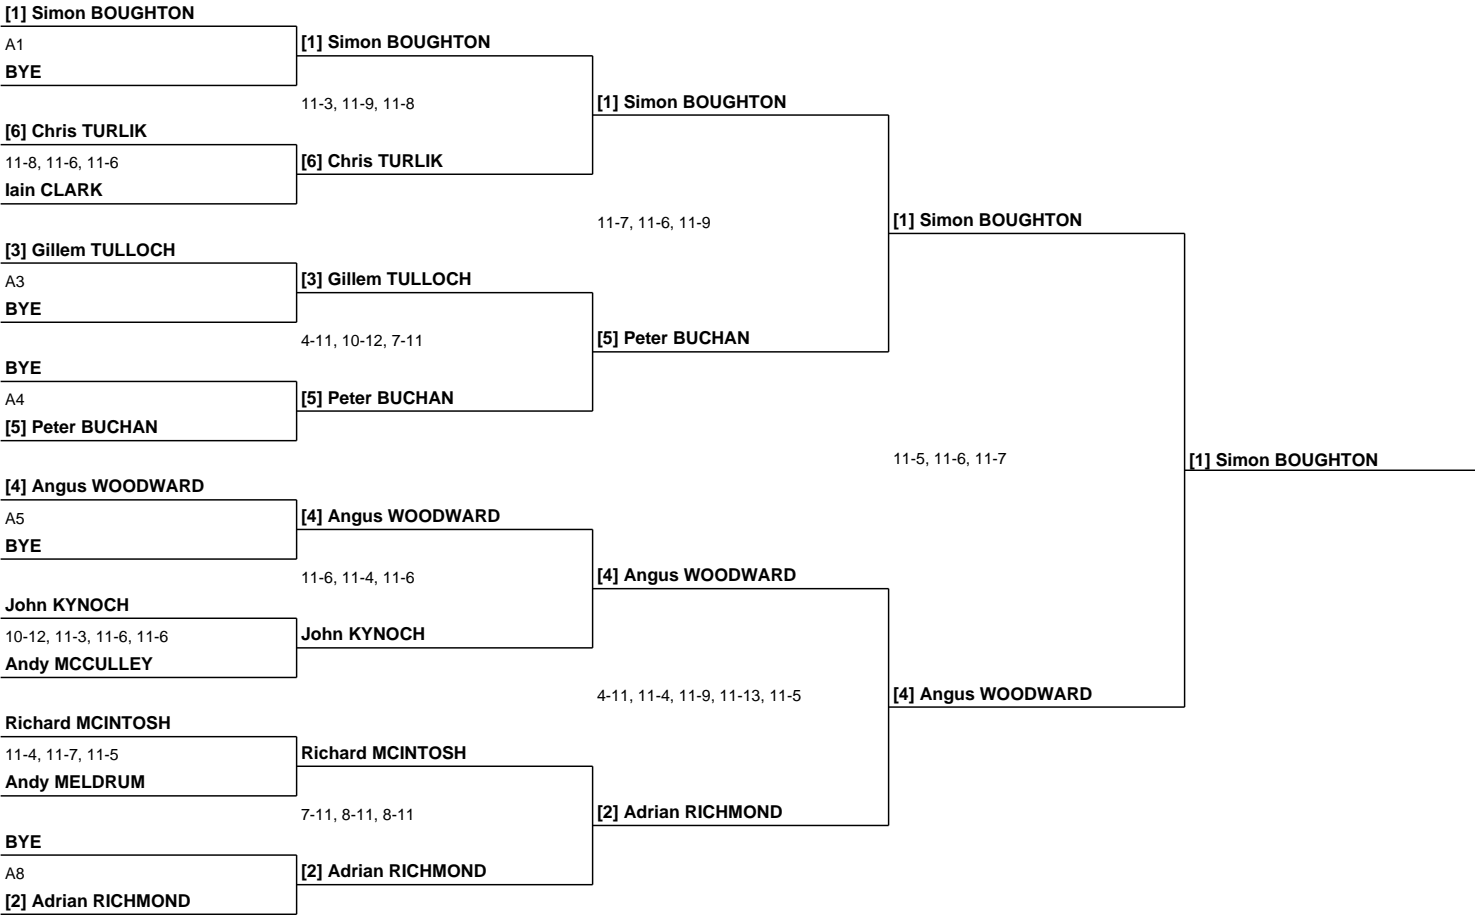 [1] Simon BOUGHTON
A1
BYE
[6] Chris TURLIK
11-8, 11-6, 11-6
Iain CLARK
[3] Gillem TULLOCH
A3
BYE
BYE
A4
[5] Peter BUCHAN
[4] Angus WOODWARD
A5
BYE
John KYNOCH
10-12, 11-3, 11-6, 11-6
Andy MCCULLEY
Richard MCINTOSH
11-4, 11-7, 11-5
Andy MELDRUM
BYE
A8
[2] Adrian RICHMOND
[1] Simon BOUGHTON
11-3, 11-9, 11-8
[6] Chris TURLIK
[3] Gillem TULLOCH
4-11, 10-12, 7-11
[5] Peter BUCHAN
[4] Angus WOODWARD
11-6, 11-4, 11-6
John KYNOCH
Richard MCINTOSH
7-11, 8-11, 8-11
[2] Adrian RICHMOND
[1] Simon BOUGHTON
11-7, 11-6, 11-9
[5] Peter BUCHAN
[4] Angus WOODWARD
4-11, 11-4, 11-9, 11-13, 11-5
[2] Adrian RICHMOND
[1] Simon BOUGHTON
11-5, 11-6, 11-7
[4] Angus WOODWARD
[1] Simon BOUGHTON